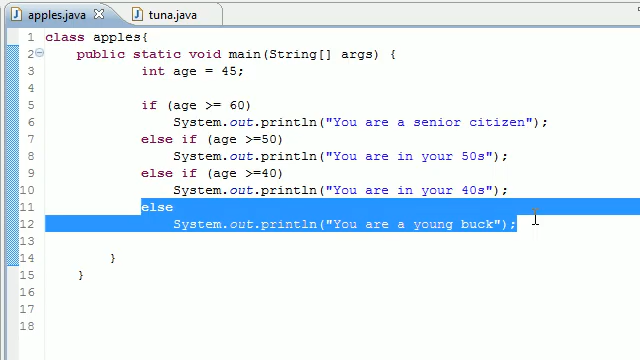 apples.java tuna.java
1 class apples{
2 public static void main(String[] args) {
3 int age = 45;
4
5 if (age >= 60)
6 System.out.println("You are a senior citizen");
7 else if (age >=50)
8 System.out.println("You are in your 50s");
9 else if (age >=40)
10 System.out.println("You are in your 40s");
11 else
12 System.out.println("You are a young buck");
13
14 }
15 }
16
17
18